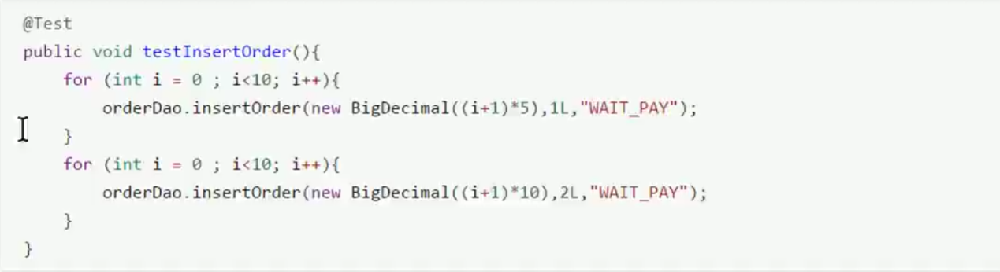 @Test
public void testInsertOrder(){
    for (int i = 0 ; i<10; i++){
        orderDao.insertOrder(new BigDecimal((i+1)*5),1L,"WAIT_PAY");
    }
    for (int i = 0 ; i<10; i++){
        orderDao.insertOrder(new BigDecimal((i+1)*10),2L,"WAIT_PAY");
    }
}